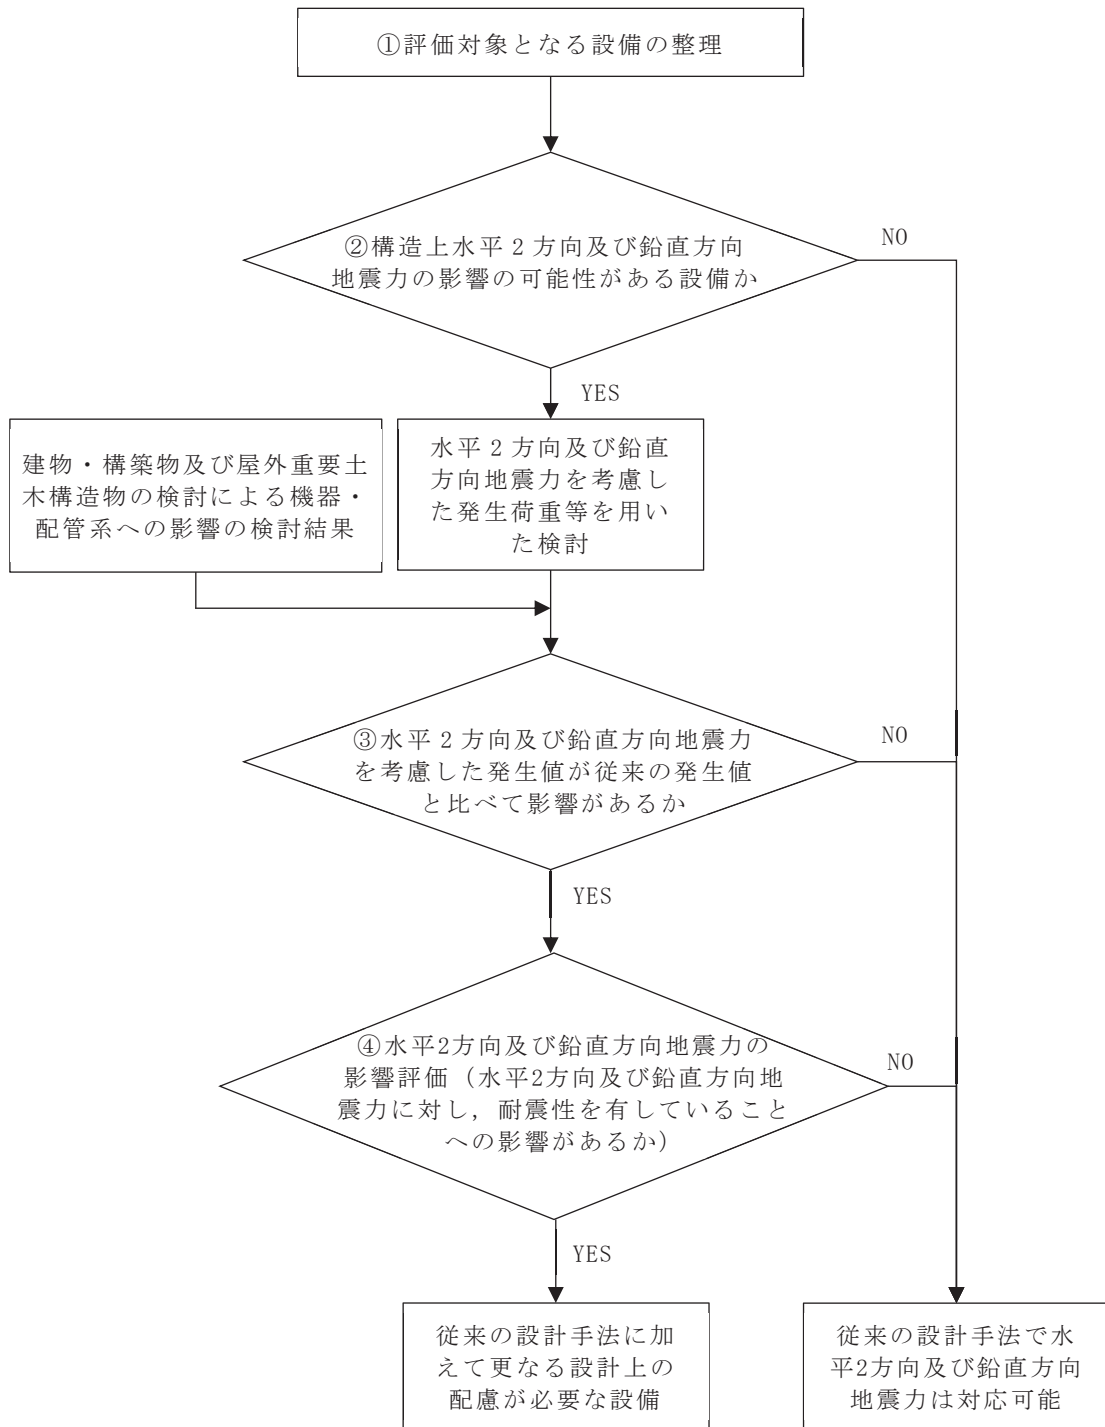 ①評価対象となる設備の整理
②構造上水平２方向及び鉛直方向
地震力の影響の可能性がある設備か
NO
YES
建物・構築物及び屋外重要土
木構造物の検討による機器・
配管系への影響の検討結果
水平２方向及び鉛直
方向地震力を考慮し
た発生荷重等を用い
た検討
③水平２方向及び鉛直方向地震力
を考慮した発生値が従来の発生値
と比べて影響があるか
NO
YES
④水平2方向及び鉛直方向地震力の
影響評価（水平2方向及び鉛直方向地
震力に対し，耐震性を有していること
への影響があるか）
NO
YES
従来の設計手法に加
えて更なる設計上の
配慮が必要な設備
従来の設計手法で水
平2方向及び鉛直方向
地震力は対応可能